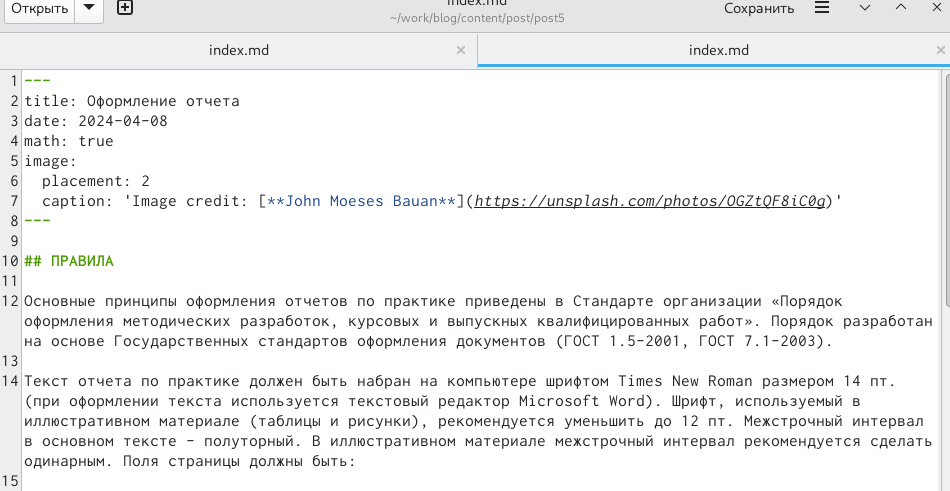 Открыть
index.md
~/work/blog/content/post/post5
Сохранить
index.md
index.md
1 ---
2 title: Оформление отчета
3 date: 2024-04-08
4 math: true
5 image:
6   placement: 2
7   caption: 'Image credit: [**John Moeses Bauan**](https://unsplash.com/photos/OGZtQF8iC0g)'
8 ---
9
10 ## ПРАВИЛА
11
12 Основные принципы оформления отчетов по практике приведены в Стандарте организации «Порядок
оформления методических разработок, курсовых и выпускных квалифицированных работ». Порядок разработан
на основе Государственных стандартов оформления документов (ГОСТ 1.5-2001, ГОСТ 7.1-2003).
13
14 Текст отчета по практике должен быть набран на компьютере шрифтом Times New Roman размером 14 пт.
(при оформлении текста используется текстовый редактор Microsoft Word). Шрифт, используемый в
иллюстративном материале (таблицы и рисунки), рекомендуется уменьшить до 12 пт. Межстрочный интервал
в основном тексте – полуторный. В иллюстративном материале межстрочный интервал рекомендуется сделать
одинарным. Поля страницы должны быть:
15